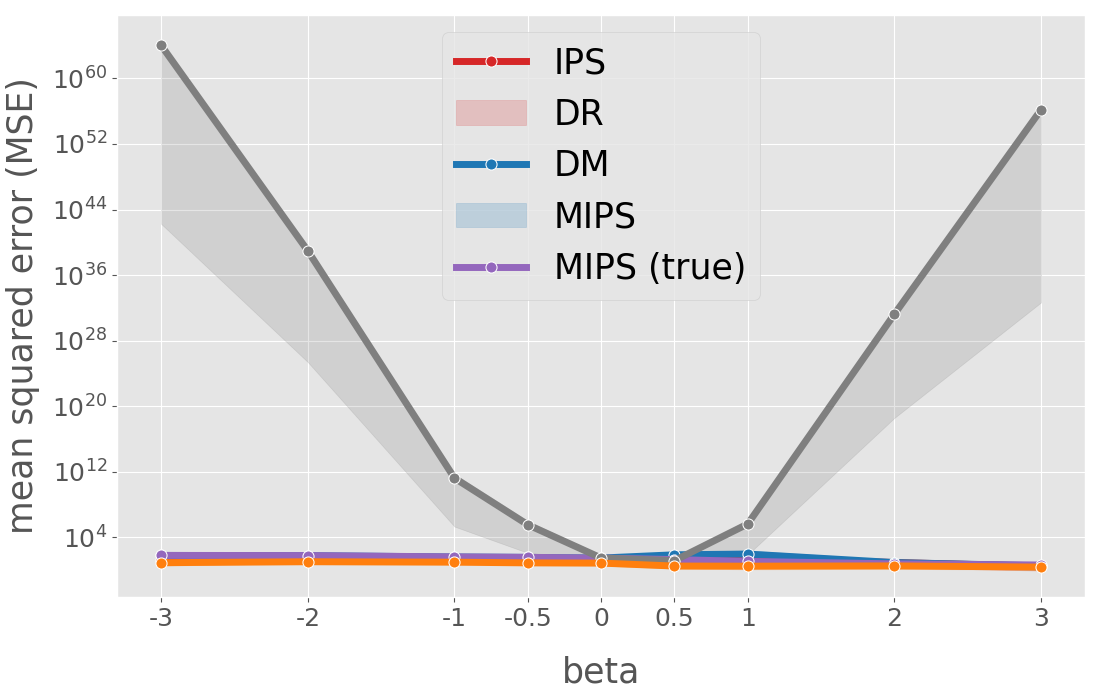 mean squared error (MSE)
10^60
10^52
10^44
10^36
10^28
10^20
10^12
10^4
IPS
DR
DM
MIPS
MIPS (true)
-3 -2 -1 -0.5 0 0.5 1 2 3
beta